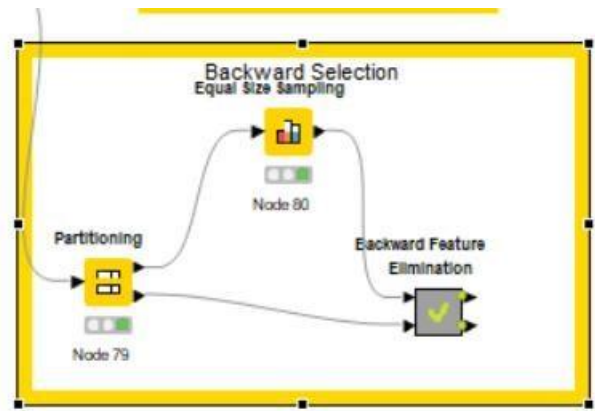 Backward Selection
Equal Size Sampling
Node 80
Partitioning
Node 79
Backward Feature
Elimination